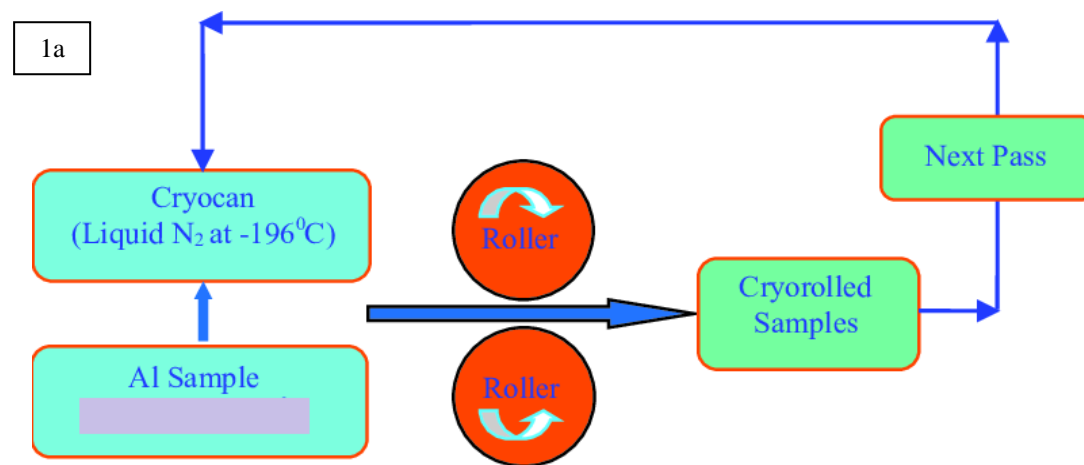 1a
Next Pass
Cryocan
(Liquid N₂ at -196⁰C)
Roller
Cryorolled
Samples
Al Sample
Roller